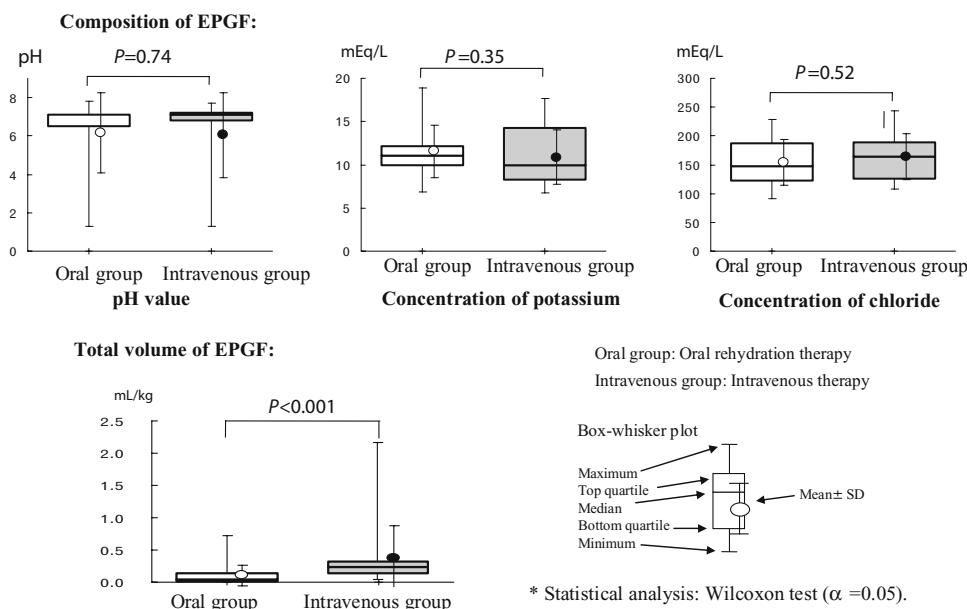 Composition of EPGF:
pH
P=0.74
8
6
4
2
0
Oral group
Intravenous group
pH value
mEq/L
P=0.35
20
15
10
5
0
Oral group
Intravenous group
Concentration of potassium
mEq/L
P=0.52
300
250
200
150
100
50
0
Oral group
Intravenous group
Concentration of chloride
Total volume of EPGF:
mL/kg
P<0.001
2.5
2.0
1.5
1.0
0.5
0.0
Oral group
Intravenous group
Oral group: Oral rehydration therapy
Intravenous group: Intravenous therapy
Box-whisker plot
Maximum
Top quartile
Median
Bottom quartile
Minimum
Mean± SD
* Statistical analysis: Wilcoxon test (α =0.05).